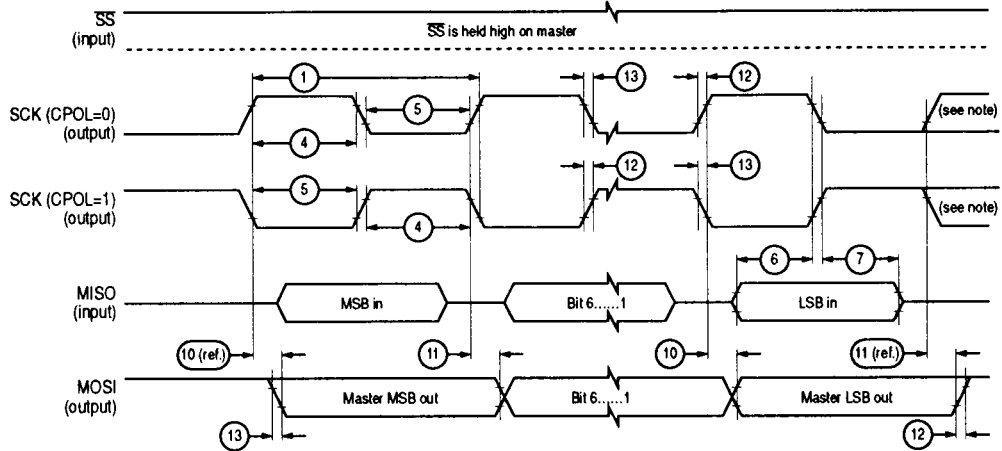 SS
(input)
SS is held high on master
1
13
12
SCK (CPOL=0)
(output)
5
(see note)
4
12
13
SCK (CPOL=1)
(output)
5
(see note)
4
6
7
MISO
(input)
MSB in
Bit 6......1
LSB in
10 (ref.)
11
10
11 (ref.)
MOSI
(output)
Master MSB out
Bit 6......1
Master LSB out
13
12